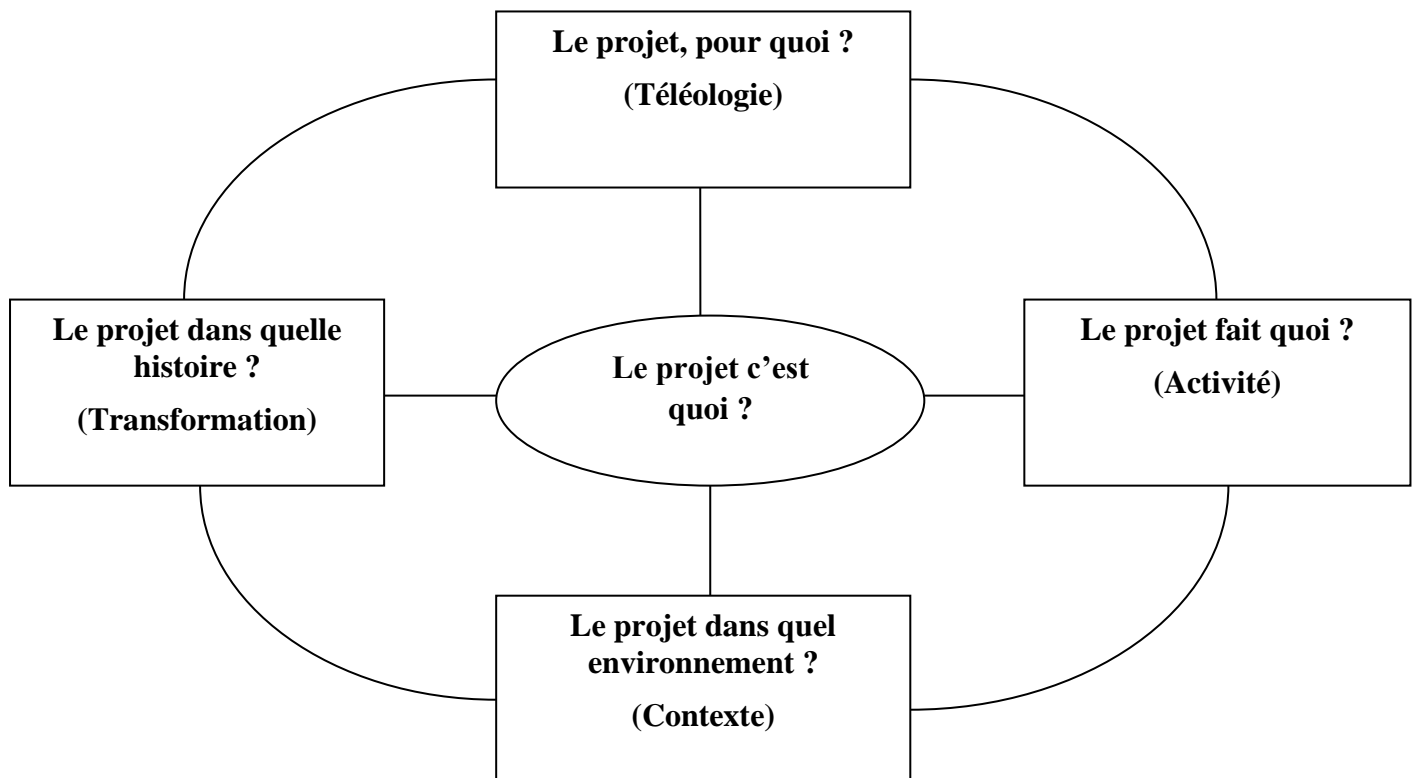 Le projet, pour quoi ?
(Téléologie)
Le projet dans quelle
histoire ?
(Transformation)
Le projet c’est
quoi ?
Le projet fait quoi ?
(Activité)
Le projet dans quel
environnement ?
(Contexte)